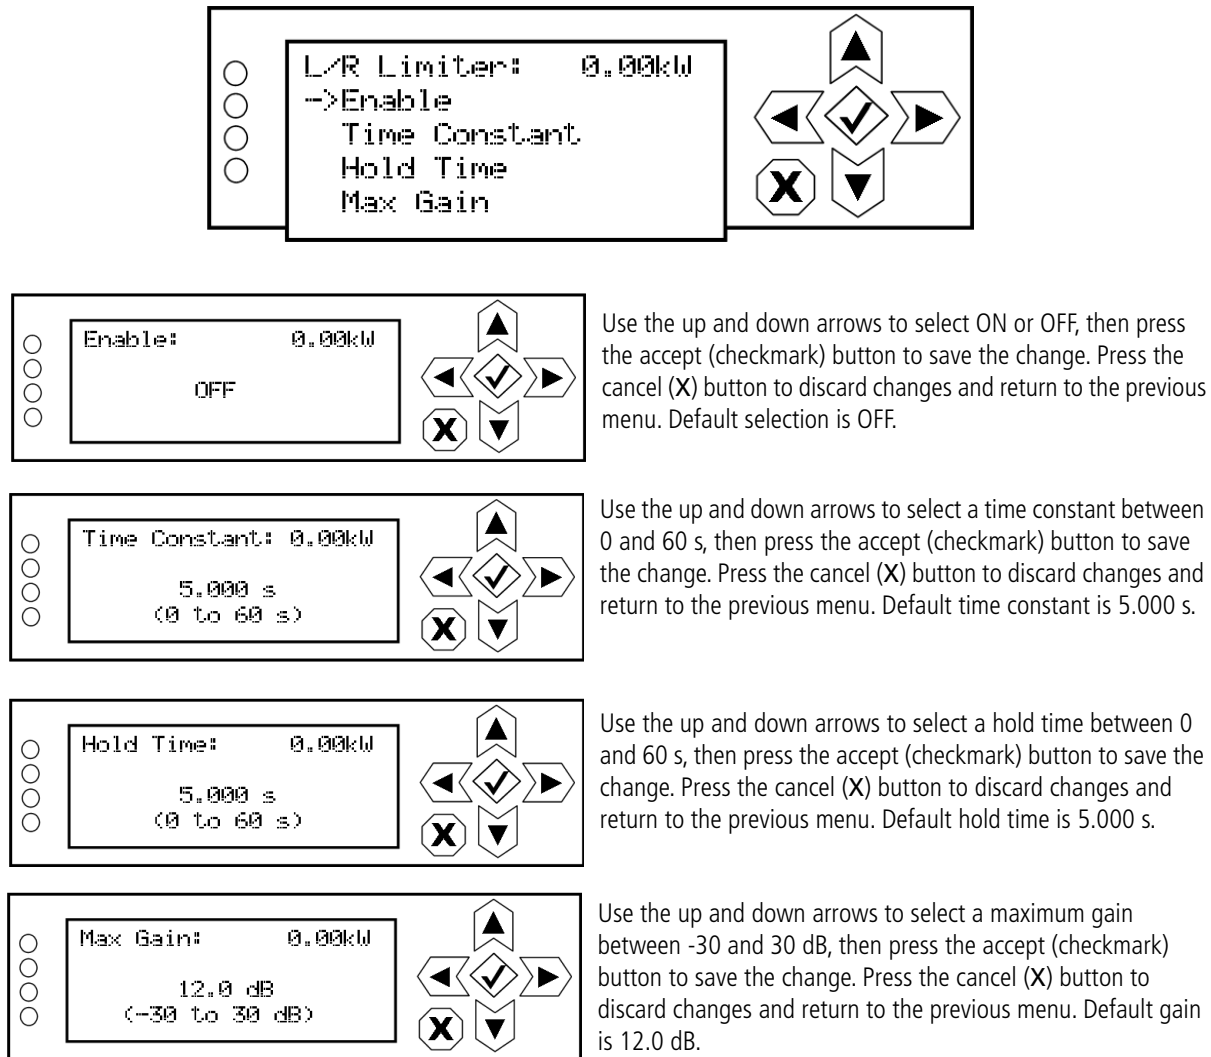 L/R Limiter: 0.00kW
->Enable
Time Constant
Hold Time
Max Gain
X
Enable: 0.00kW
OFF
X
Use the up and down arrows to select ON or OFF, then press
the accept (checkmark) button to save the change. Press the
cancel (X) button to discard changes and return to the previous
menu. Default selection is OFF.
Time Constant: 0.00kW
5.000 s
(0 to 60 s)
X
Use the up and down arrows to select a time constant between
0 and 60 s, then press the accept (checkmark) button to save
the change. Press the cancel (X) button to discard changes and
return to the previous menu. Default time constant is 5.000 s.
Hold Time: 0.00kW
5.000 s
(0 to 60 s)
X
Use the up and down arrows to select a hold time between 0
and 60 s, then press the accept (checkmark) button to save the
change. Press the cancel (X) button to discard changes and
return to the previous menu. Default hold time is 5.000 s.
Max Gain: 0.00kW
12.0 dB
(-30 to 30 dB)
X
Use the up and down arrows to select a maximum gain
between -30 and 30 dB, then press the accept (checkmark)
button to save the change. Press the cancel (X) button to
discard changes and return to the previous menu. Default gain
is 12.0 dB.